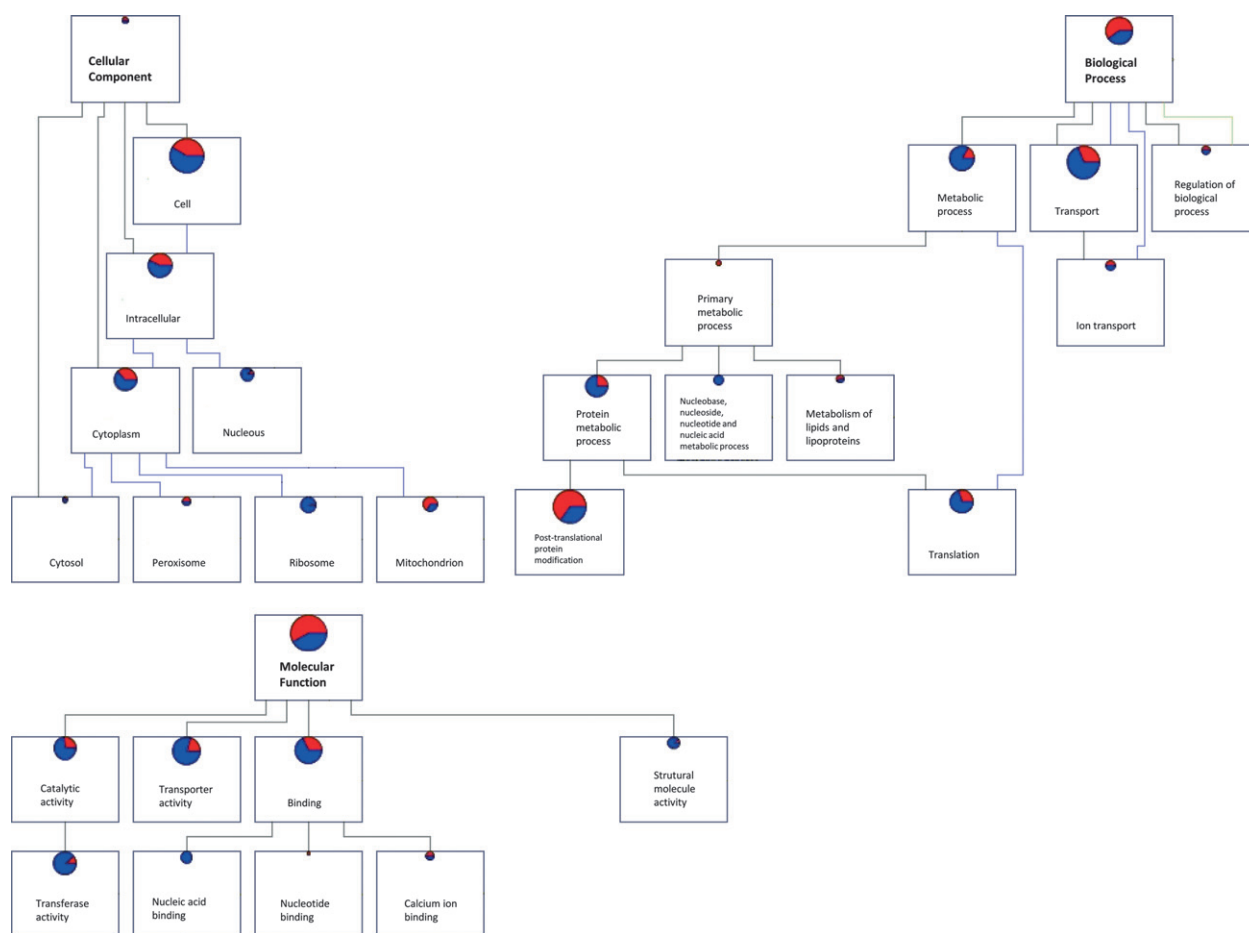 Cellular
Component
Biological
Process
Cell
Metabolic
process
Transport
Regulation of
biological
process
Intracellular
Primary
metabolic
process
Ion transport
Cytoplasm
Nucleous
Protein
metabolic
process
Nucleobase,
nucleoside,
nucleotide and
nucleic acid
metabolic process
Metabolism of
lipids and
lipoproteins
Cytosol
Peroxisome
Ribosome
Mitochondrion
Post-translational
protein
modification
Translation
Molecular
Function
Catalytic
activity
Transporter
activity
Binding
Strutural
molecule
activity
Transferase
activity
Nucleic acid
binding
Nucleotide
binding
Calcium ion
binding